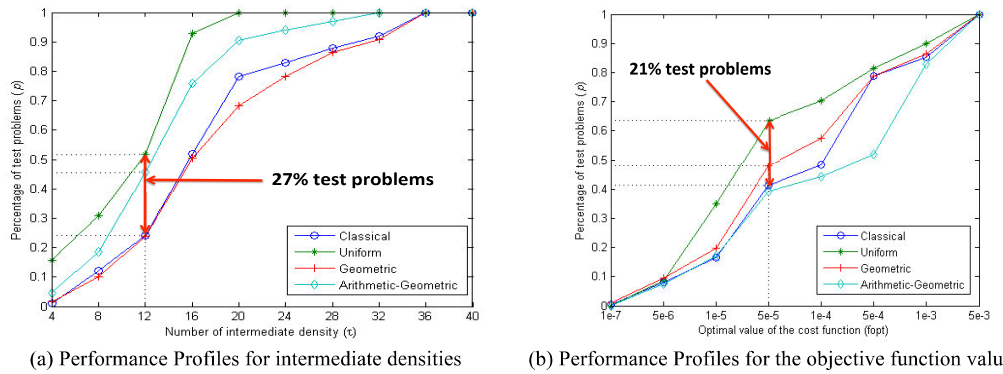 1
0.9
0.8
0.7
0.6
0.5
0.4
0.3
0.2
0.1
0
4 8 12 16 20 24 28 32 36 40
Percentage of test problems (ρ)
Number of intermediate density (τ)
27% test problems
Classical
Uniform
Geometric
Arithmetic-Geometric
(a) Performance Profiles for intermediate densities
1
0.9
0.8
0.7
0.6
0.5
0.4
0.3
0.2
0.1
0
1e-7 5e-6 1e-5 5e-5 1e-4 5e-4 1e-3 5e-3
Percentage of test problems (ρ)
Optimal value of the cost function (fopt)
21% test problems
Classical
Uniform
Geometric
Arithmetic-Geometric
(b) Performance Profiles for the objective function valu